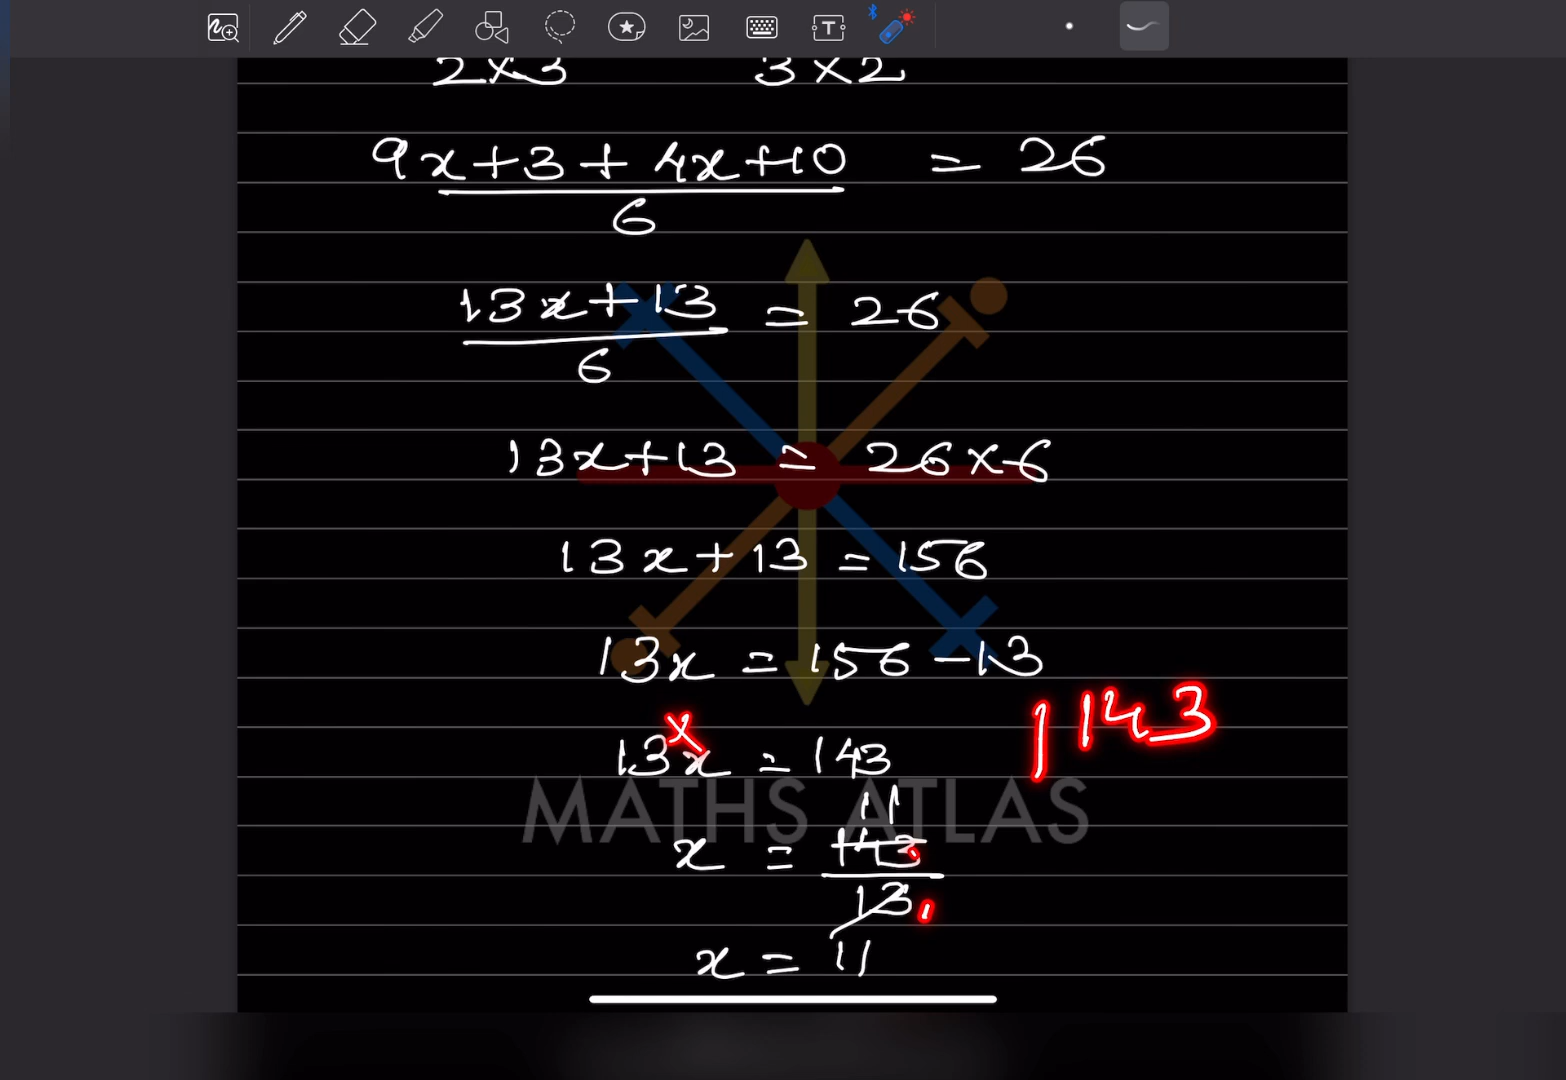 2×3 3×2
9x+3 + 4x+10 = 26
6
13x+13 = 26
6
13x+13 = 26×6
13x+13 = 156
13x = 156-13
143
x
13x = 143
MATHS ATLAS
11
x = 143
13
x = 11